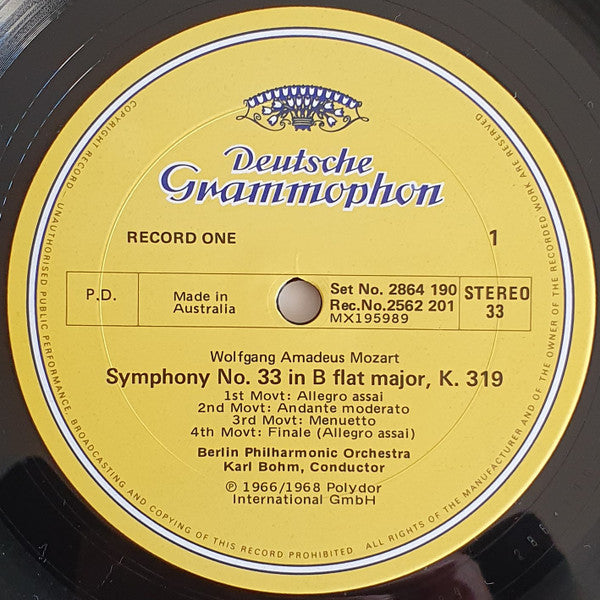 Deutsche
Grammophon
RECORD ONE 1
P.D.
Made in
Australia
Set No. 2864 190
Rec.No.2562 201
MX195989
STEREO
33
Wolfgang Amadeus Mozart
Symphony No. 33 in B flat major, K. 319
1st Movt: Allegro assai
2nd Movt: Andante moderato
3rd Movt: Menuetto
4th Movt: Finale (Allegro assai)
Berlin Philharmonic Orchestra
Karl Bohm, Conductor
℗ 1966/1968 Polydor
International GmbH
COPYRIGHT RECORD. UNAUTHORISED PUBLIC PERFORMANCE, BROADCASTING AND COPYING OF THIS RECORD PROHIBITED ALL RIGHTS OF THE MANUFACTURER AND OF THE OWNER OF THE RECORDED WORK ARE RESERVED